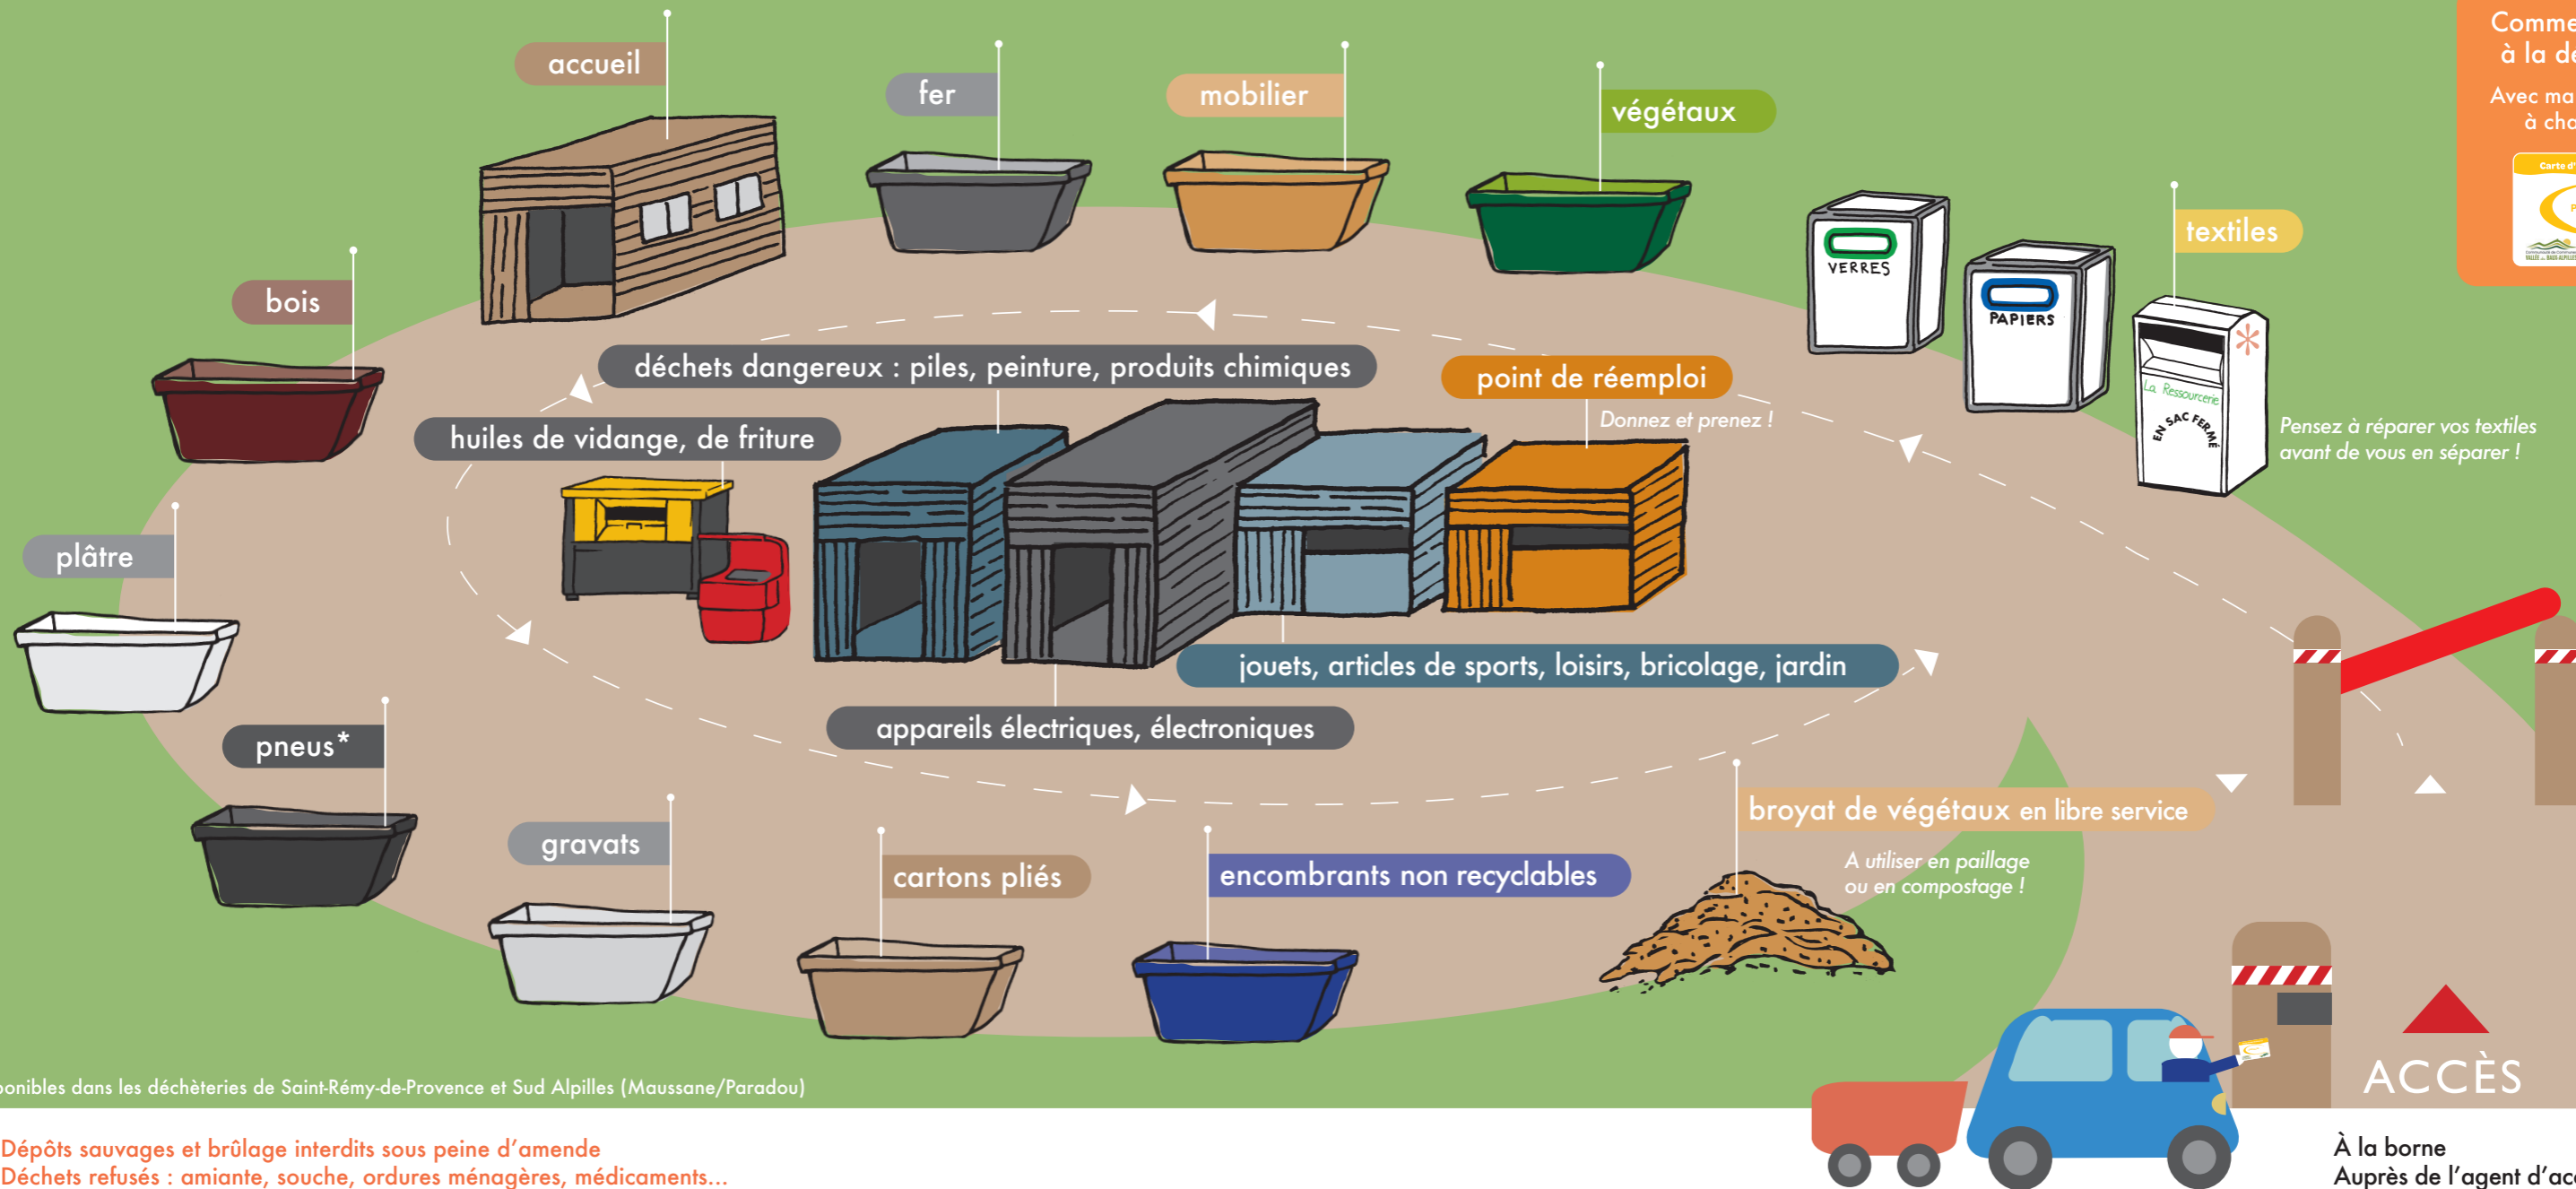 accueil
fer
mobilier
végétaux
à la
Avec ma
à
Carte
VERRES
PAPIERS
textiles
La Ressourcerie
EN SAC FERMÉ
Pensez à réparer vos textiles
avant de vous en séparer !
bois
déchets dangereux : piles, peinture, produits chimiques
point de réemploi
Donnez et prenez !
huiles de vidange, de friture
plâtre
jouets, articles de sports, loisirs, bricolage, jardin
appareils électriques, électroniques
pneus*
gravats
cartons pliés
encombrants non recyclables
broyat de végétaux en libre service
A utiliser en paillage
ou en compostage !
ACCÈS
dans les déchèteries de Saint-Rémy-de-Provence et Sud Alpilles (Maussane/Paradou)
Dépôts sauvages et brûlage interdits sous peine d'amende
Déchets refusés : amiante, souche, ordures ménagères, médicaments...
À la borne
Auprès de l'agent